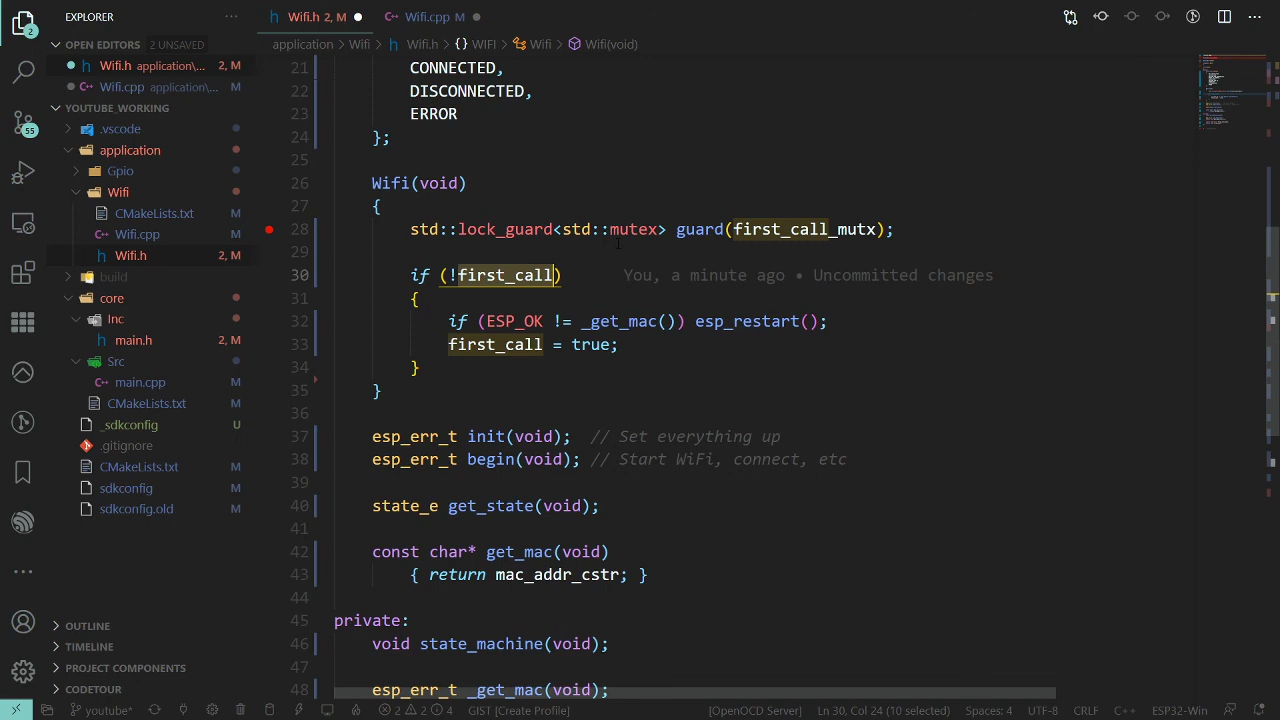 EXPLORER
Wifi.h 2, M
Wifi.cpp M
OPEN EDITORS 2 UNSAVED
Wifi.h application\... 2, M
Wifi.cpp application\... M
YOUTUBE_WORKING
.vscode
application
Gpio
Wifi
CMakeLists.txt M
Wifi.cpp M
Wifi.h 2, M
build
core
Inc
main.h 2, M
Src
main.cpp M
CMakeLists.txt M
_sdkconfig U
.gitignore
CMakeLists.txt M
sdkconfig M
sdkconfig.old M
OUTLINE
TIMELINE
PROJECT COMPONENTS
CODETOUR
55
application > Wifi > Wifi.h > {} WIFI > Wifi > Wifi(void)
21 CONNECTED,
22 DISCONNECTED,
23 ERROR
24 };
25
26 Wifi(void)
27 {
28 std::lock_guard<std::mutex> guard(first_call_mutx);
29
30 if (!first_call) You, a minute ago • Uncommitted changes
31 {
32 if (ESP_OK != _get_mac()) esp_restart();
33 first_call = true;
34 }
35 }
36
37 esp_err_t init(void); // Set everything up
38 esp_err_t begin(void); // Start WiFi, connect, etc
39
40 state_e get_state(void);
41
42 const char* get_mac(void)
43 { return mac_addr_cstr; }
44
45 private:
46 void state_machine(void);
47
48 esp_err_t _get_mac(void);
youtube* 2 2 4 GIST [Create Profile] [OpenOCD Server] Ln 30, Col 24 (10 selected) Spaces: 4 UTF-8 CRLF C++ ESP32-Win